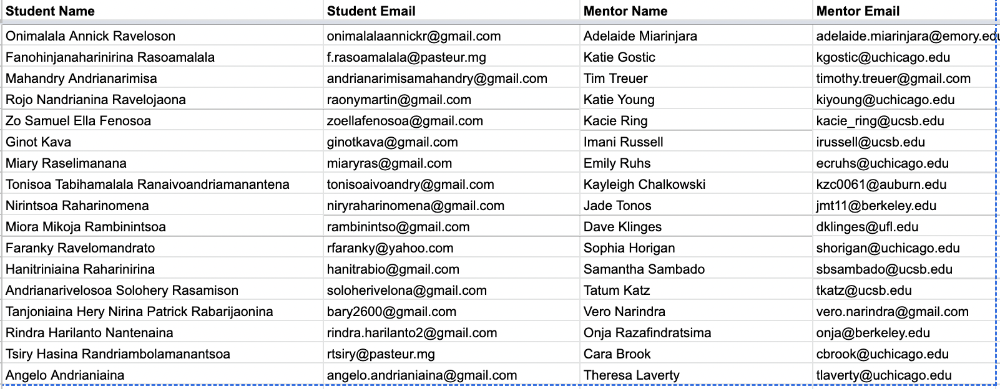 Student Name Student Email Mentor Name Mentor Email
Onimalala Annick Raveloson onimalalaannickr@gmail.com Adelaide Miarinjara adelaide.miarinjara@emory.edu
Fanohinjanaharinirina Rasoamalala f.rasoamalala@pasteur.mg Katie Gostic kgostic@uchicago.edu
Mahandry Andrianarimisa andrianarimisamahandry@gmail.com Tim Treuer timothy.treuer@gmail.com
Rojo Nandrianina Ravelojaona raonymartin@gmail.com Katie Young kiyoung@uchicago.edu
Zo Samuel Ella Fenosoa zoellafenosoa@gmail.com Kacie Ring kacie_ring@ucsb.edu
Ginot Kava ginotkava@gmail.com Imani Russell irussell@ucsb.edu
Miary Raselimanana miaryras@gmail.com Emily Ruhs ecruhs@uchicago.edu
Tonisoa Tabihamalala Ranaivoandriamanantena tonisoaivoandry@gmail.com Kayleigh Chalkowski kzc0061@auburn.edu
Nirintsoa Raharinomena niryraharinomena@gmail.com Jade Tonos jmt11@berkeley.edu
Miora Mikoja Rambinintsoa rambinintso@gmail.com Dave Klinges dklinges@ufl.edu
Faranky Ravelomandrato rfaranky@yahoo.com Sophia Horigan shorigan@uchicago.edu
Hanitriniaina Raharinirina hanitrabio@gmail.com Samantha Sambado sbsambado@ucsb.edu
Andrianarivelosoa Solohery Rasamison soloherivelona@gmail.com Tatum Katz tkatz@ucsb.edu
Tanjoniaina Hery Nirina Patrick Rabarijaonina bary2600@gmail.com Vero Narindra vero.narindra@gmail.com
Rindra Harilanto Nantenaina rindra.harilanto2@gmail.com Onja Razafindratsima onja@berkeley.edu
Tsiry Hasina Randriambolamanantsoa rtsiry@pasteur.mg Cara Brook cbrook@uchicago.edu
Angelo Andrianiaina angelo.andrianiaina@gmail.com Theresa Laverty tlaverty@uchicago.edu